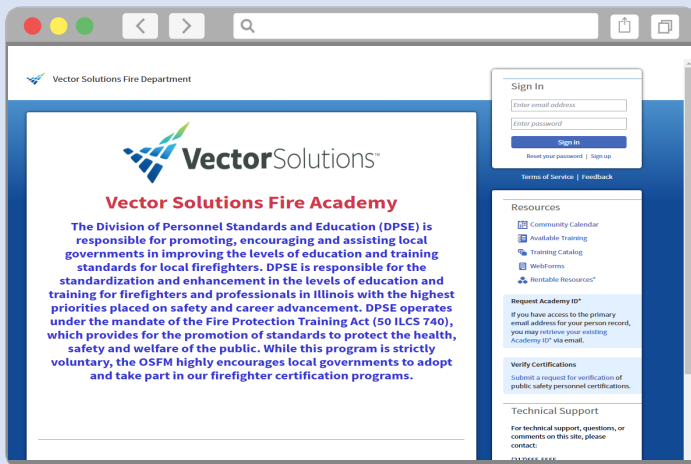 Vector Solutions Fire Department
VectorSolutions™
Vector Solutions Fire Academy
The Division of Personnel Standards and Education (DPSE) is
responsible for promoting, encouraging and assisting local
governments in improving the levels of education and training
standards for local firefighters. DPSE is responsible for the
standardization and enhancement in the levels of education and
training for firefighters and professionals in Illinois with the highest
priorities placed on safety and career advancement. DPSE operates
under the mandate of the Fire Protection Training Act (50 ILCS 740),
which provides for the promotion of standards to protect the health,
safety and welfare of the public. While this program is strictly
voluntary, the OSFM highly encourages local governments to adopt
and take part in our firefighter certification programs.
Sign In
Enter email address
Enter password
Sign in
Reset your password | Sign up
Terms of Service | Feedback
Resources
Community Calendar
Available Training
Training Catalog
WebForms
Rentable Resources*
Request Academy ID*
If you have access to the primary
email address for your person record,
you may retrieve your existing
Academy ID* via email.
Verify Certifications
Submit a request for verification of
public safety personnel certifications.
Technical Support
For technical support, questions, or
comments on this site, please
contact: